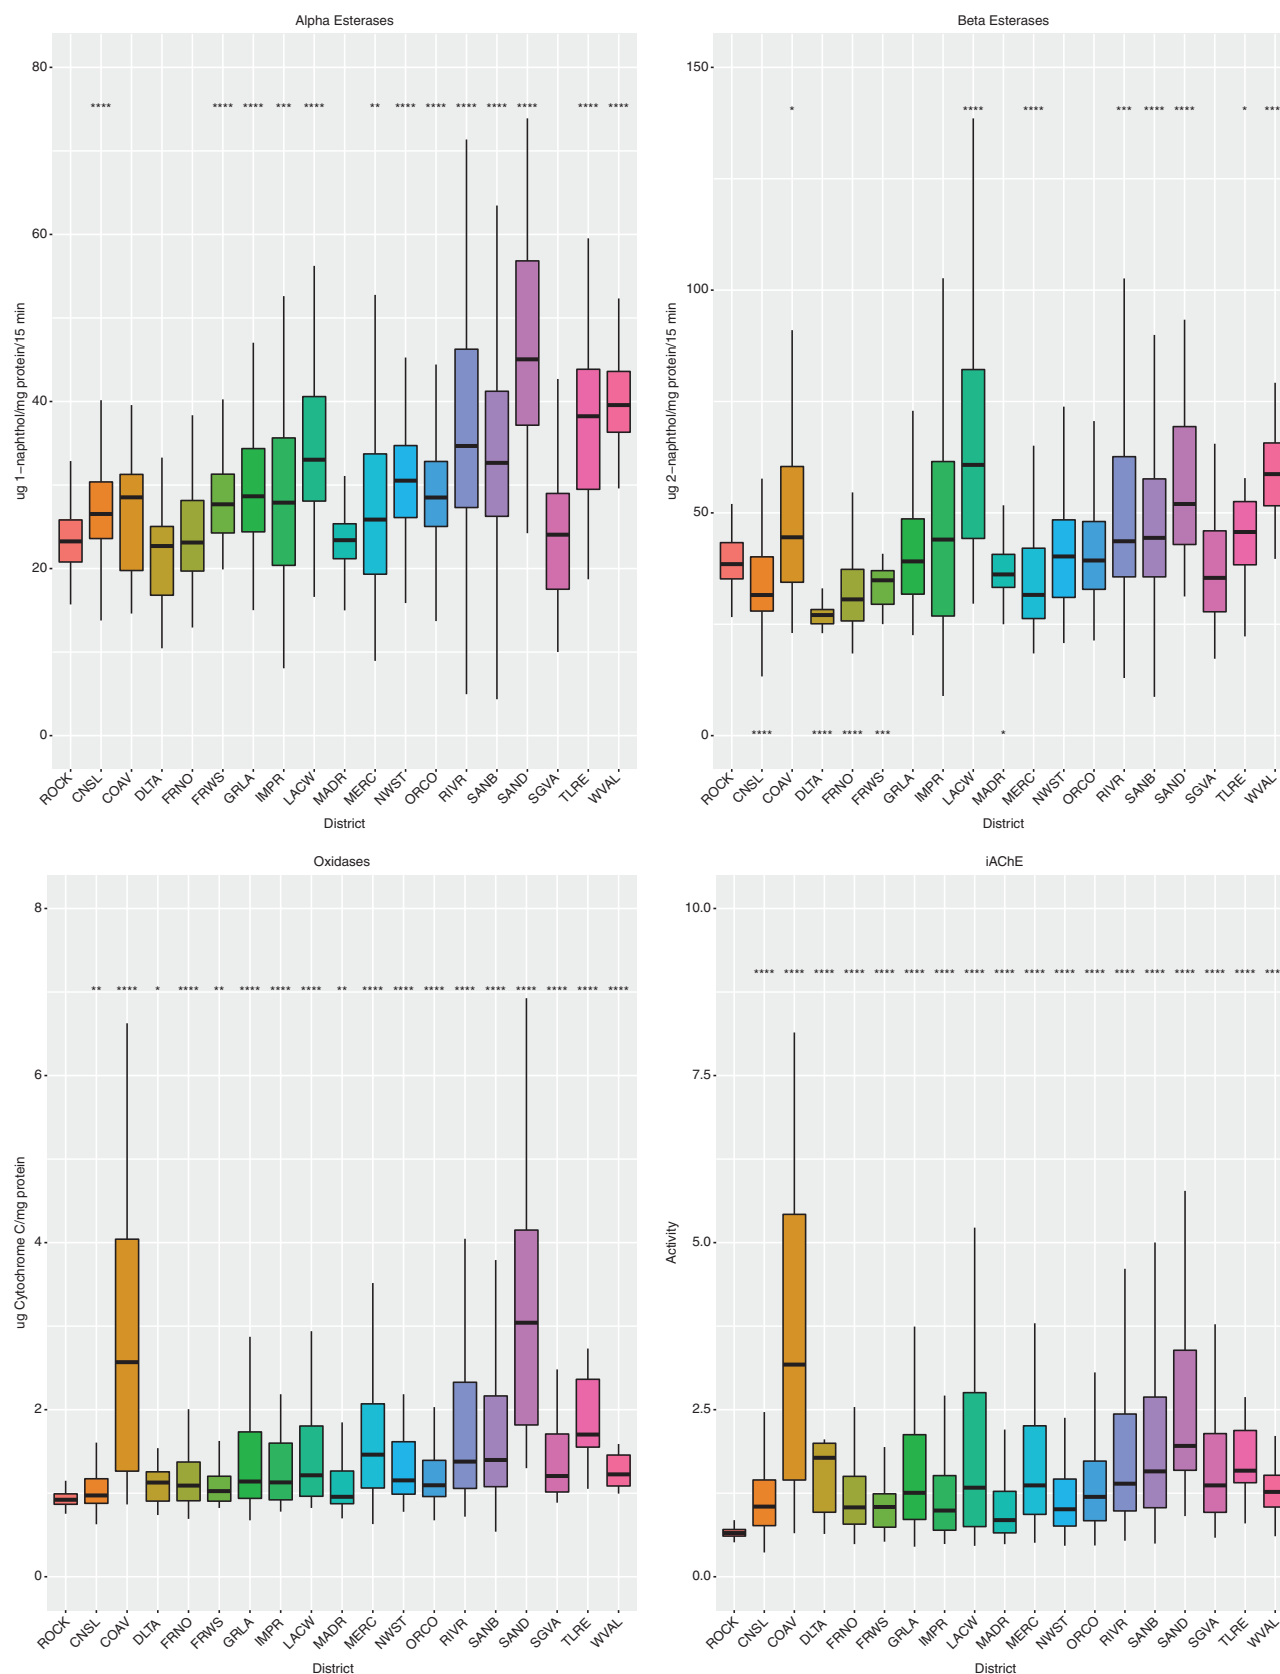 Alpha Esterases
80
**** **** **** *** **** ** **** **** **** **** **** **** ****
60
ug 1−naphthol/mg protein/15 min
40
20
0
ROCK CNSL COAV DLTA FRNO FRWS GRLA IMPR LACW MADR MERC NWST ORCO RIVR SANB SAND SGVA TLRE WVAL
District
Beta Esterases
150
* **** **** *** **** **** * ***
100
ug 2−naphthol/mg protein/15 min
50
0
**** **** **** *** *
ROCK CNSL COAV DLTA FRNO FRWS GRLA IMPR LACW MADR MERC NWST ORCO RIVR SANB SAND SGVA TLRE WVAL
District
Oxidases
8
** **** * **** ** **** **** **** ** **** **** **** **** **** **** **** **** ****
6
ug Cytochrome C/mg protein
4
2
0
ROCK CNSL COAV DLTA FRNO FRWS GRLA IMPR LACW MADR MERC NWST ORCO RIVR SANB SAND SGVA TLRE WVAL
District
iAChE
10.0
**** **** **** **** **** **** **** **** **** **** **** **** **** **** **** **** **** ***
7.5
Activity
5.0
2.5
0.0
ROCK CNSL COAV DLTA FRNO FRWS GRLA IMPR LACW MADR MERC NWST ORCO RIVR SANB SAND SGVA TLRE WVAL
District